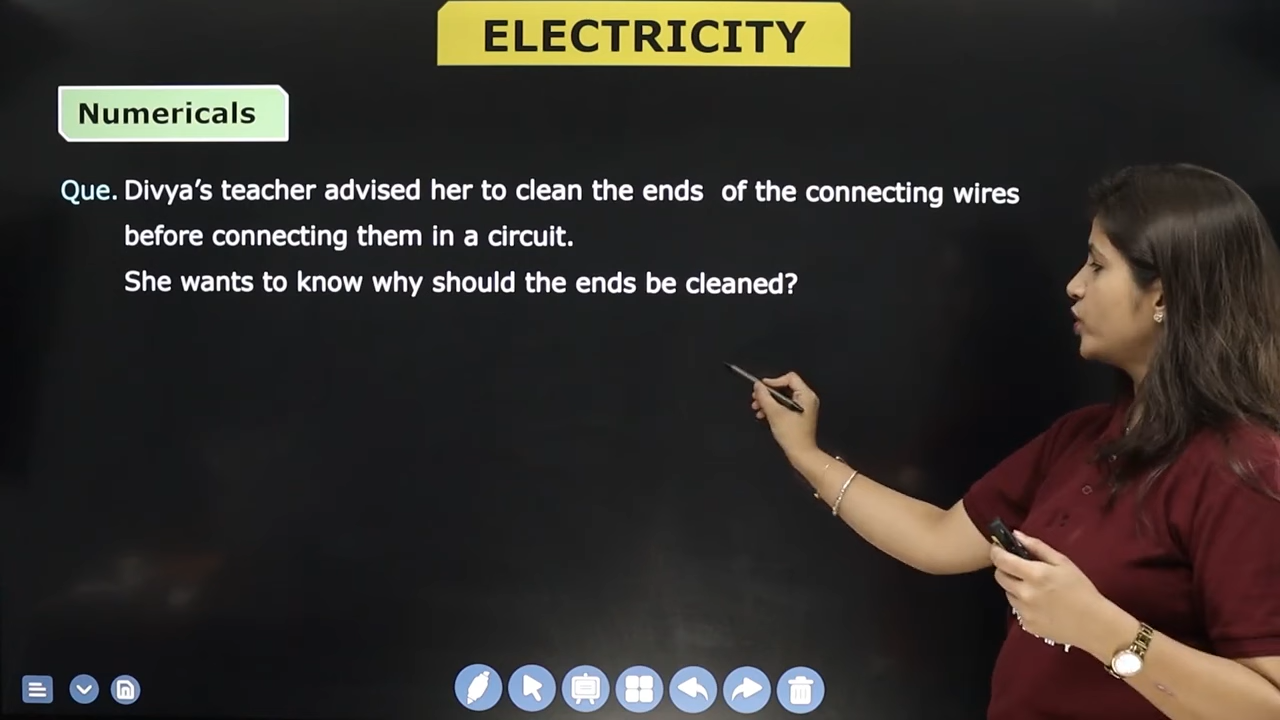 ELECTRICITY
Numericals
Que. Divya’s teacher advised her to clean the ends of the connecting wires
before connecting them in a circuit.
She wants to know why should the ends be cleaned?